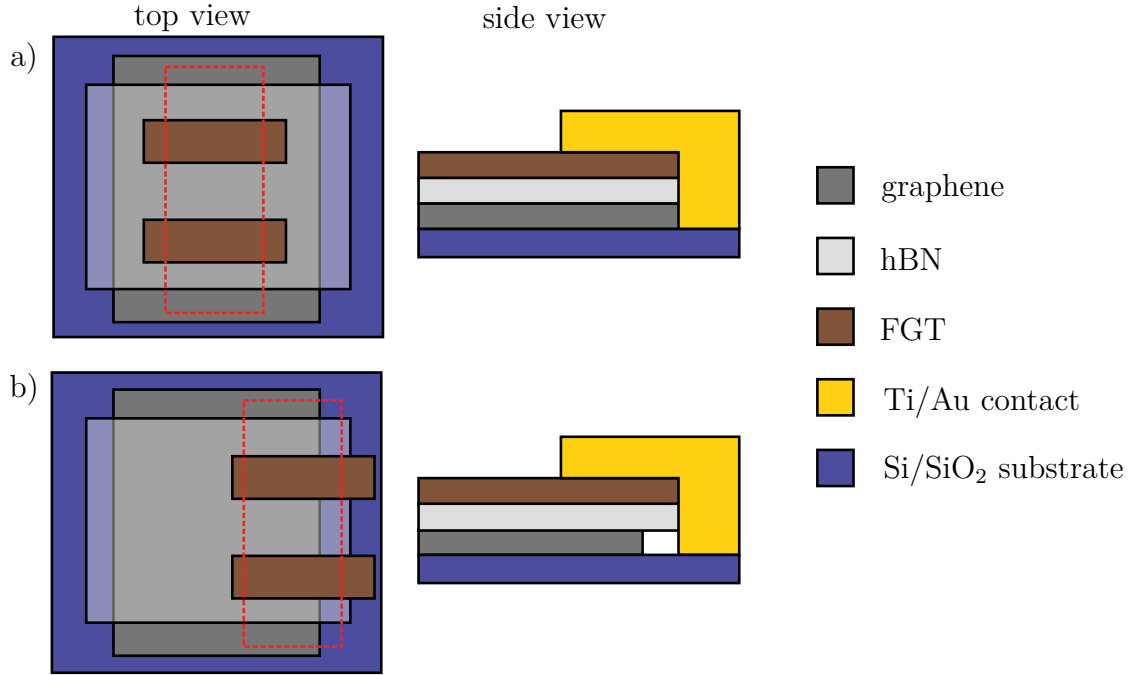 top view
side view
a)
b)
graphene
hBN
FGT
Ti/Au contact
Si/SiO₂ substrate